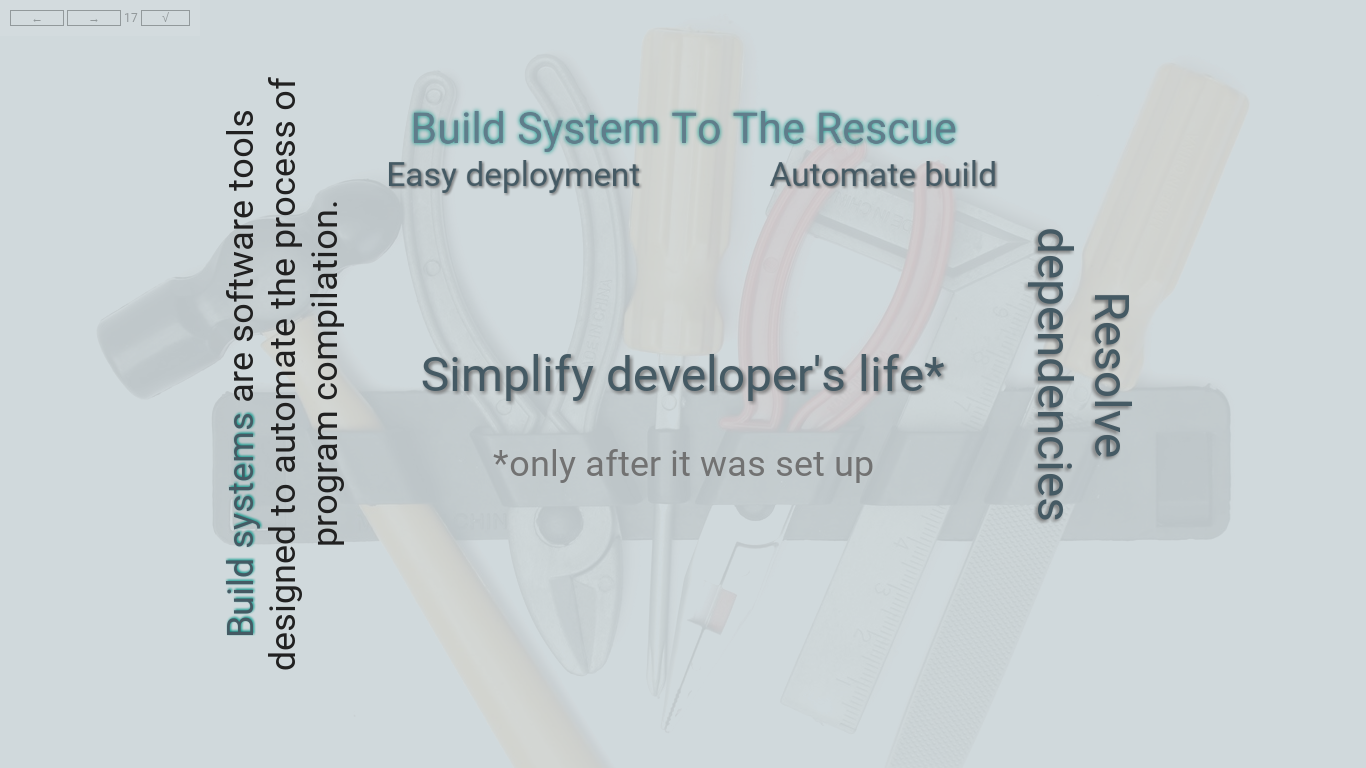 ← → 17 √
Build System To The Rescue
Easy deployment
Automate build
Build systems are software tools
designed to automate the process of
program compilation.
Simplify developer's life*
*only after it was set up
Resolve
dependencies